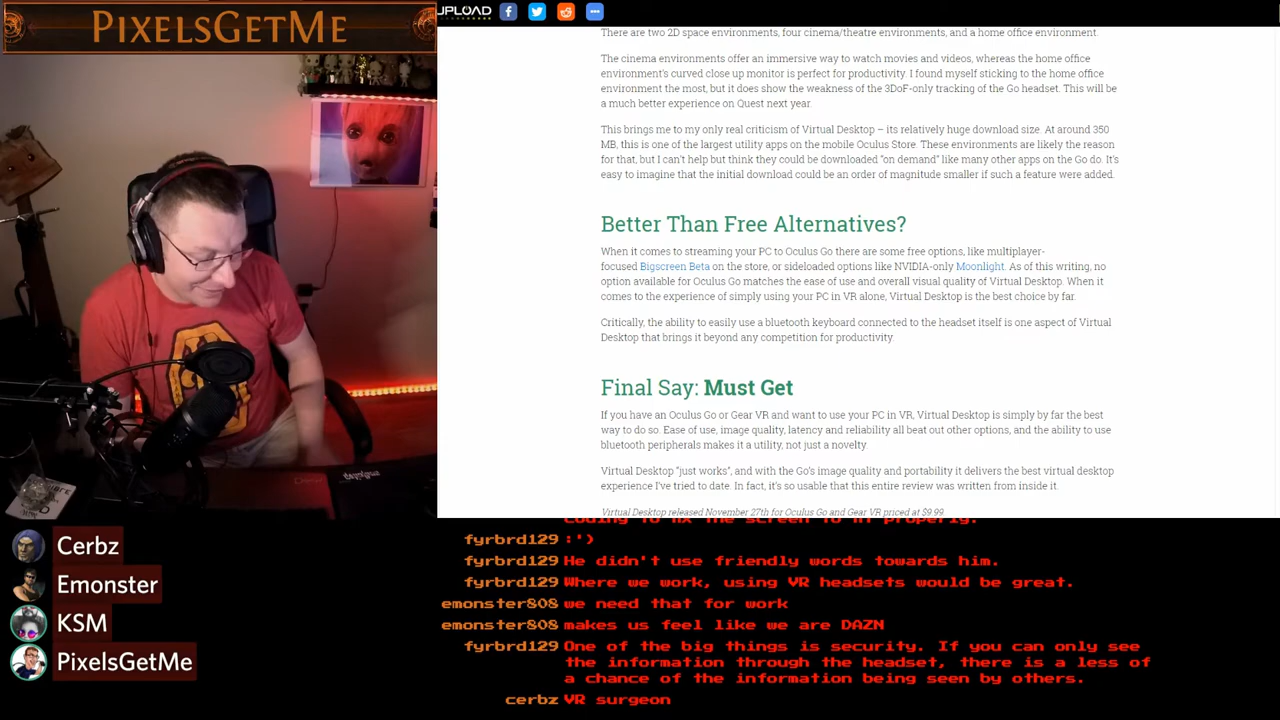 PIXELSGETME
UPLOAD
There are two 2D space environments, four cinema/theatre environments, and a home office environment.
The cinema environments offer an immersive way to watch movies and videos, whereas the home office
environment's curved close up monitor is perfect for productivity. I found myself sticking to the home office
environment the most, but it does show the weakness of the 3DoF-only tracking of the Go headset. This will be
a much better experience on Quest next year.
This brings me to my only real criticism of Virtual Desktop – its relatively huge download size. At around 350
MB, this is one of the largest utility apps on the mobile Oculus Store. These environments are likely the reason
for that, but I can't help but think they could be downloaded "on demand" like many other apps on the Go do. It's
easy to imagine that the initial download could be an order of magnitude smaller if such a feature were added.
Better Than Free Alternatives?
When it comes to streaming your PC to Oculus Go there are some free options, like multiplayer-
focused Bigscreen Beta on the store, or sideloaded options like NVIDIA-only Moonlight. As of this writing, no
option available for Oculus Go matches the ease of use and overall visual quality of Virtual Desktop. When it
comes to the experience of simply using your PC in VR alone, Virtual Desktop is the best choice by far.
Critically, the ability to easily use a bluetooth keyboard connected to the headset itself is one aspect of Virtual
Desktop that brings it beyond any competition for productivity.
Final Say: Must Get
If you have an Oculus Go or Gear VR and want to use your PC in VR, Virtual Desktop is simply by far the best
way to do so. Ease of use, image quality, latency and reliability all beat out other options, and the ability to use
bluetooth peripherals makes it a utility, not just a novelty.
Virtual Desktop "just works", and with the Go's image quality and portability it delivers the best virtual desktop
experience I've tried to date. In fact, it's so usable that this entire review was written from inside it.
Virtual Desktop released November 27th for Oculus Go and Gear VR priced at $9.99
Cerbz
Emonster
KSM
PixelsGetMe
coding to fix the screen to fit properly.
fyrbrd129 :')
fyrbrd129 He didn't use friendly words towards him.
fyrbrd129 Where we work, using VR headsets would be great.
emonster808 we need that for work
emonster808 makes us feel like we are DAZN
fyrbrd129 One of the big things is security. If you can only see
the information through the headset, there is a less of
a chance of the information being seen by others.
cerbz VR surgeon